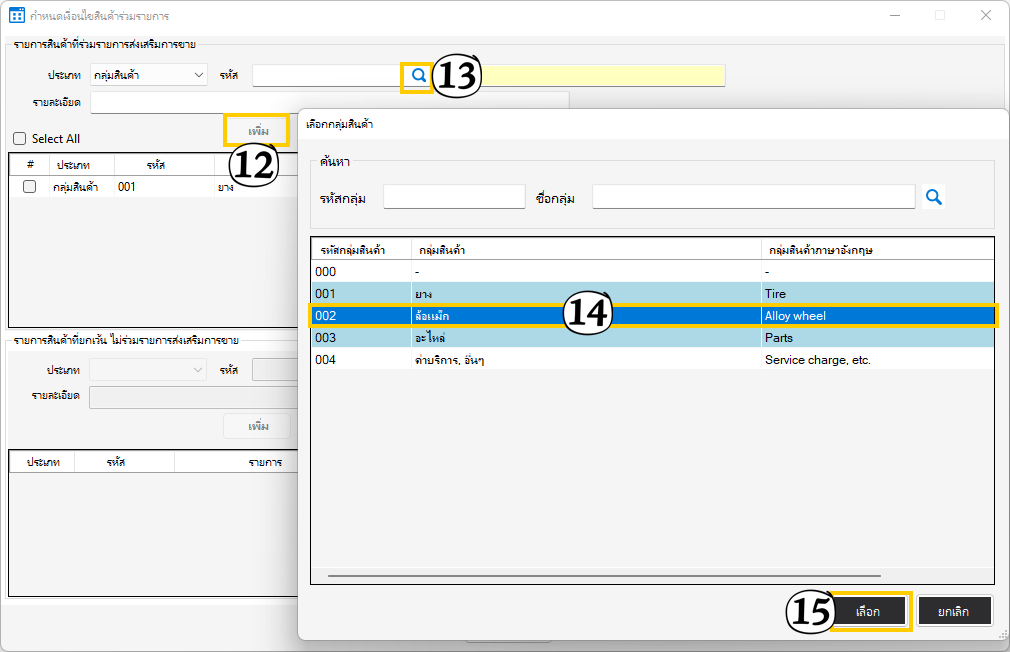 กำหนดเงื่อนไขสินค้าร่วมรายการ
รายการสินค้าที่ร่วมรายการส่งเสริมการขาย
ประเภท กลุ่มสินค้า รหัส 13
รายละเอียด
Select All เพิ่ม
12
# ประเภท รหัส
กลุ่มสินค้า 001 ยาง
รายการสินค้าที่ยกเว้น ไม่ร่วมรายการส่งเสริมการขาย
ประเภท รหัส
รายละเอียด
เพิ่ม
ประเภท รหัส รายการ
เลือกกลุ่มสินค้า
ค้นหา
รหัสกลุ่ม ชื่อกลุ่ม
รหัสกลุ่มสินค้า กลุ่มสินค้า กลุ่มสินค้าภาษาอังกฤษ
000 - -
001 ยาง Tire
002 ล้อแม็ก 14 Alloy wheel
003 อะไหล่ Parts
004 ค่าบริการ, อื่นๆ Service charge, etc.
15 เลือก ยกเลิก